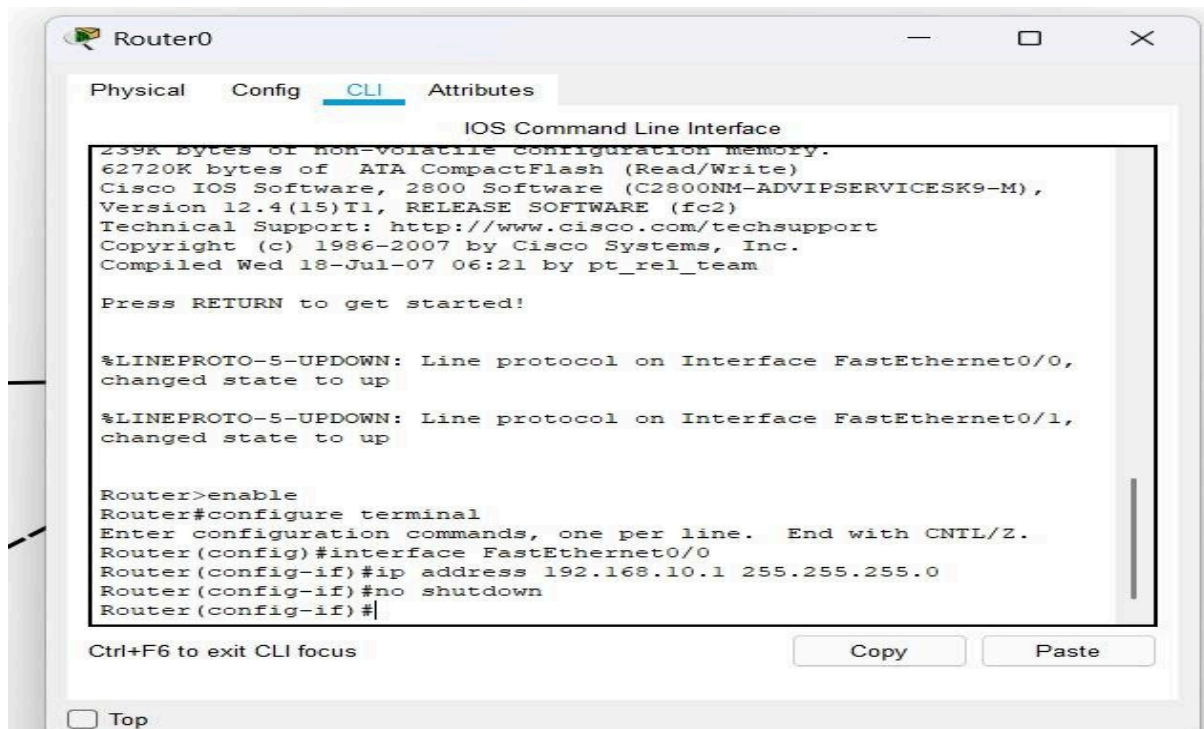 Router0
Physical Config CLI Attributes
IOS Command Line Interface
239K bytes of non-volatile configuration memory.
62720K bytes of ATA CompactFlash (Read/Write)
Cisco IOS Software, 2800 Software (C2800NM-ADVIPSERVICESK9-M),
Version 12.4(15)T1, RELEASE SOFTWARE (fc2)
Technical Support: http://www.cisco.com/techsupport
Copyright (c) 1986-2007 by Cisco Systems, Inc.
Compiled Wed 18-Jul-07 06:21 by pt_rel_team
Press RETURN to get started!
%LINEPROTO-5-UPDOWN: Line protocol on Interface FastEthernet0/0,
changed state to up
%LINEPROTO-5-UPDOWN: Line protocol on Interface FastEthernet0/1,
changed state to up
Router>enable
Router#configure terminal
Enter configuration commands, one per line. End with CNTL/Z.
Router(config)#interface FastEthernet0/0
Router(config-if)#ip address 192.168.10.1 255.255.255.0
Router(config-if)#no shutdown
Router(config-if)#
Ctrl+F6 to exit CLI focus
Copy Paste
Top